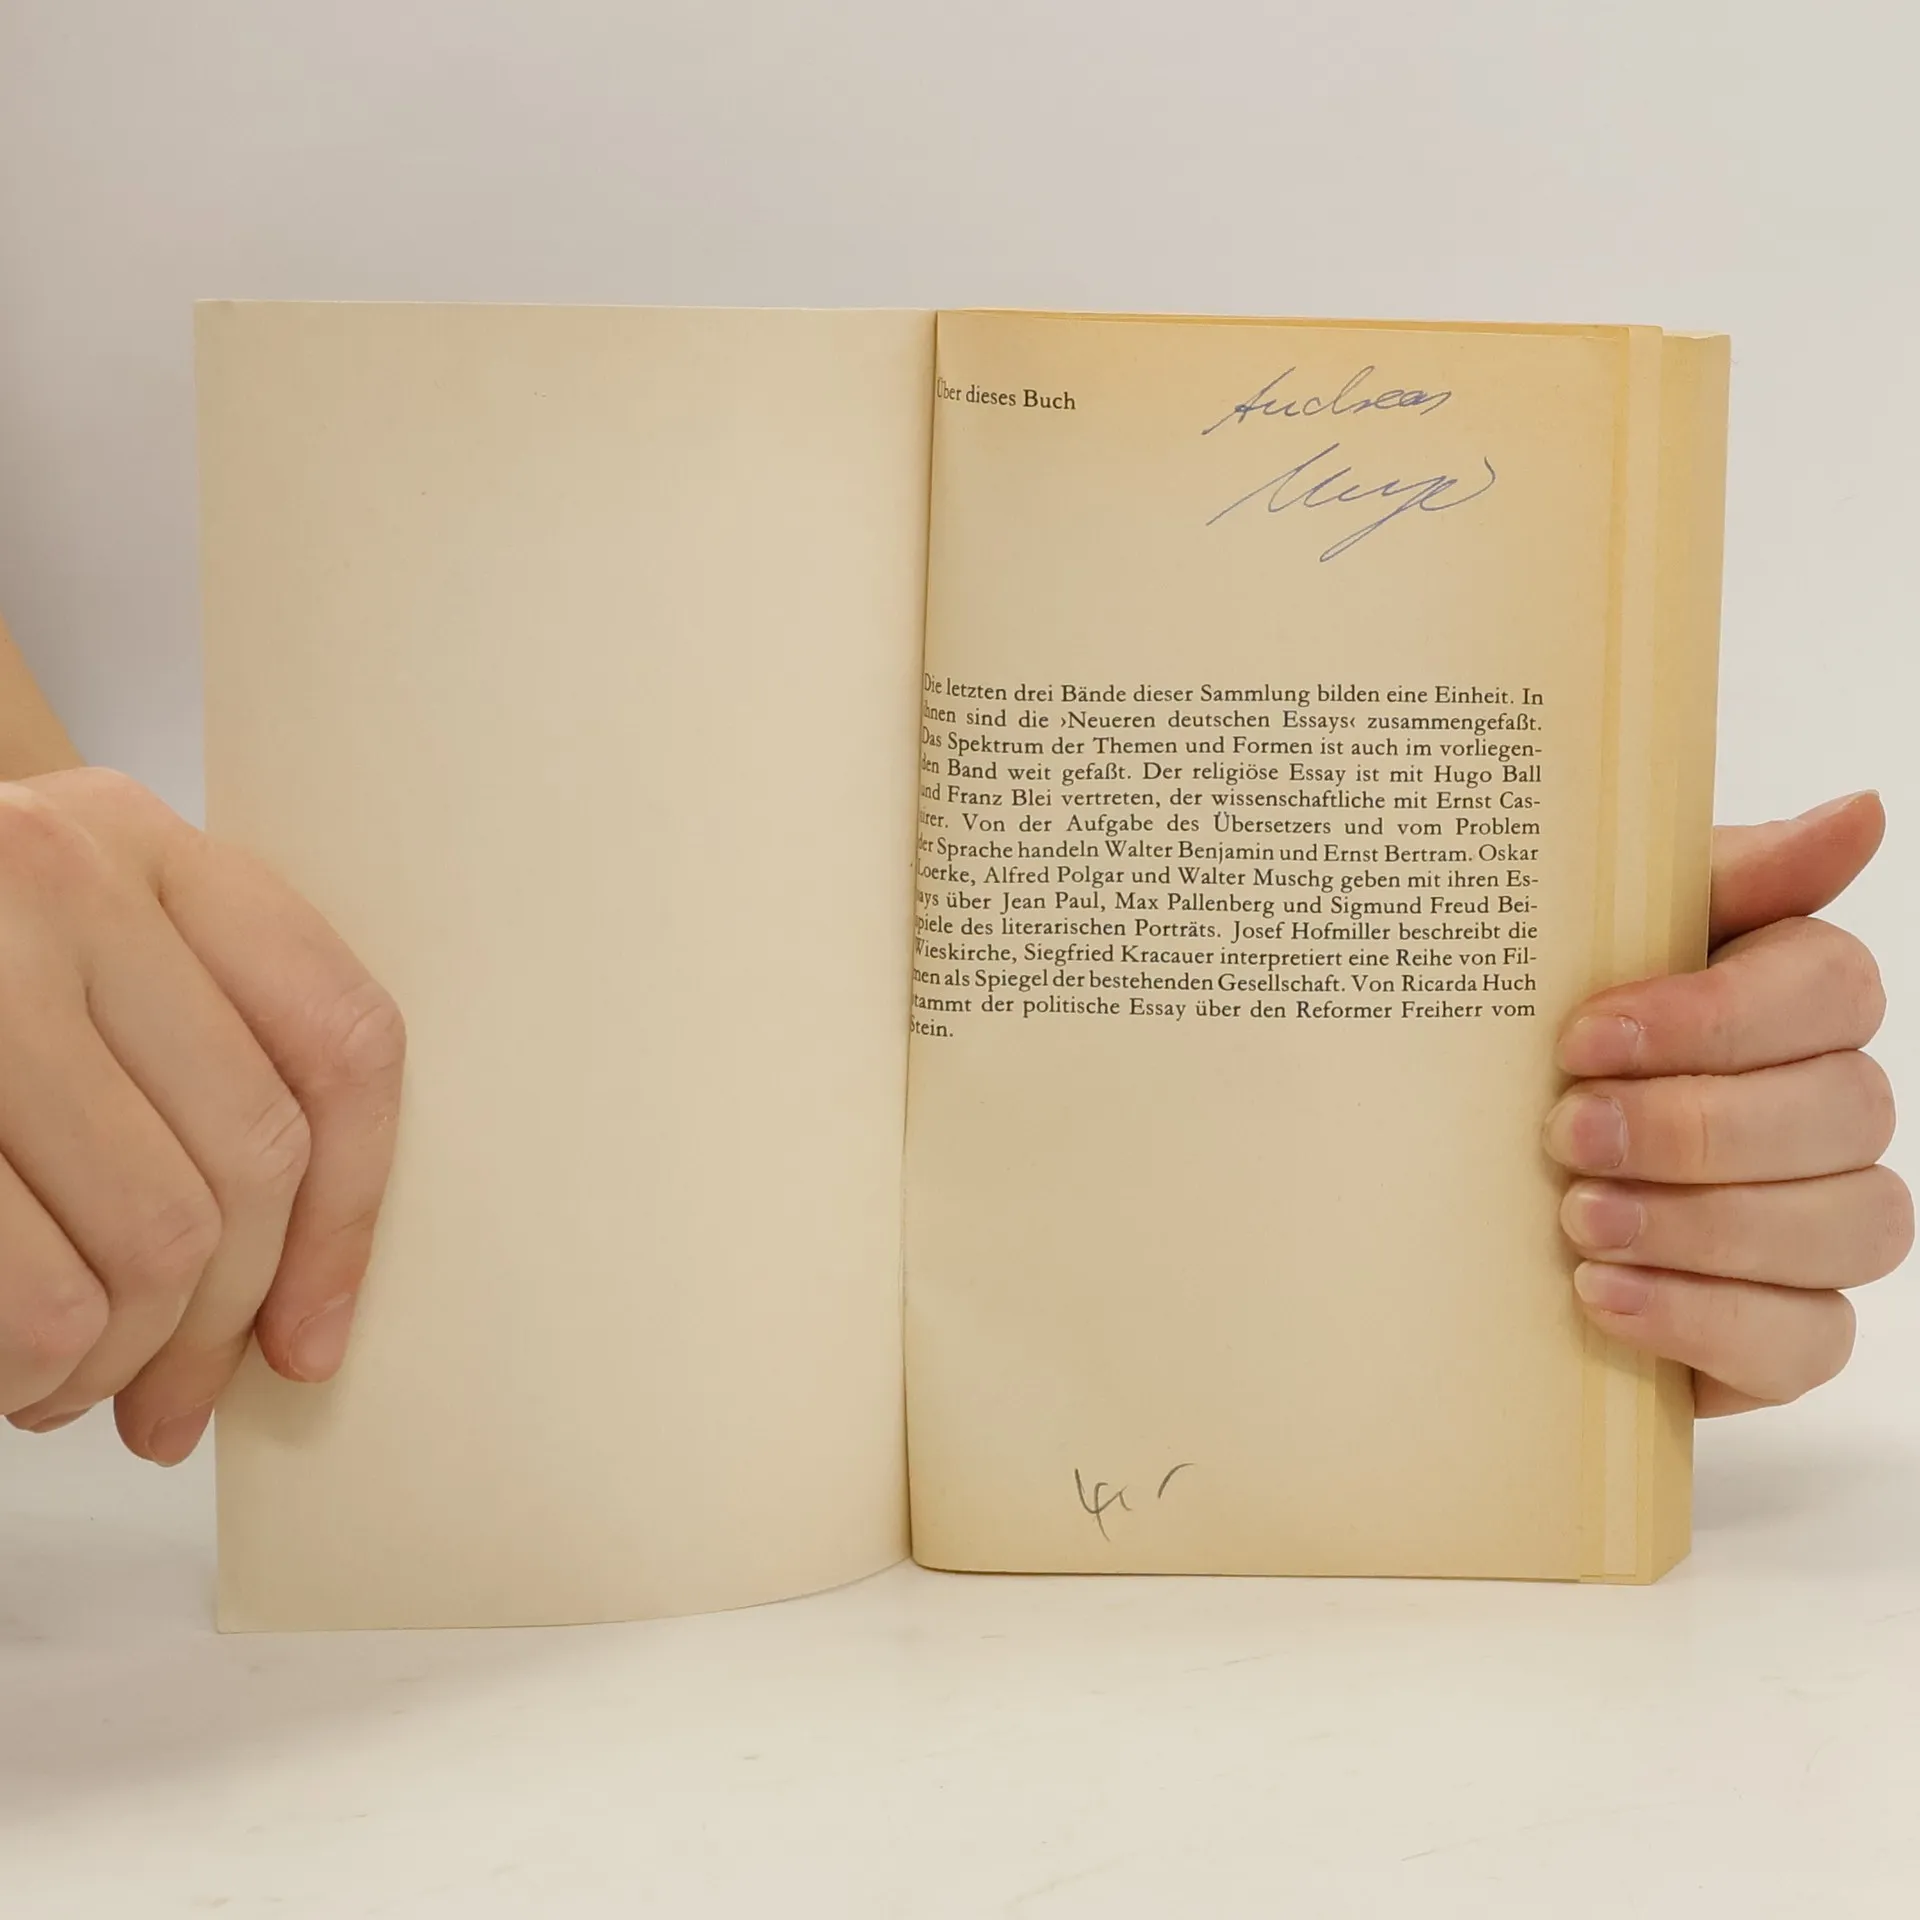 Über dieses Buch
Andreas
Die letzten drei Bände dieser Sammlung bilden eine Einheit. In
ihnen sind die ›Neueren deutschen Essays‹ zusammengefaßt.
Das Spektrum der Themen und Formen ist auch im vorliegen-
den Band weit gefaßt. Der religiöse Essay ist mit Hugo Ball
und Franz Blei vertreten, der wissenschaftliche mit Ernst Cas-
sirer. Von der Aufgabe des Übersetzers und vom Problem
der Sprache handeln Walter Benjamin und Ernst Bertram. Oskar
Loerke, Alfred Polgar und Walter Muschg geben mit ihren Es-
says über Jean Paul, Max Pallenberg und Sigmund Freud Bei-
spiele des literarischen Porträts. Josef Hofmiller beschreibt die
Wieskirche, Siegfried Kracauer interpretiert eine Reihe von Fil-
men als Spiegel der bestehenden Gesellschaft. Von Ricarda Huch
stammt der politische Essay über den Reformer Freiherr vom
Stein.